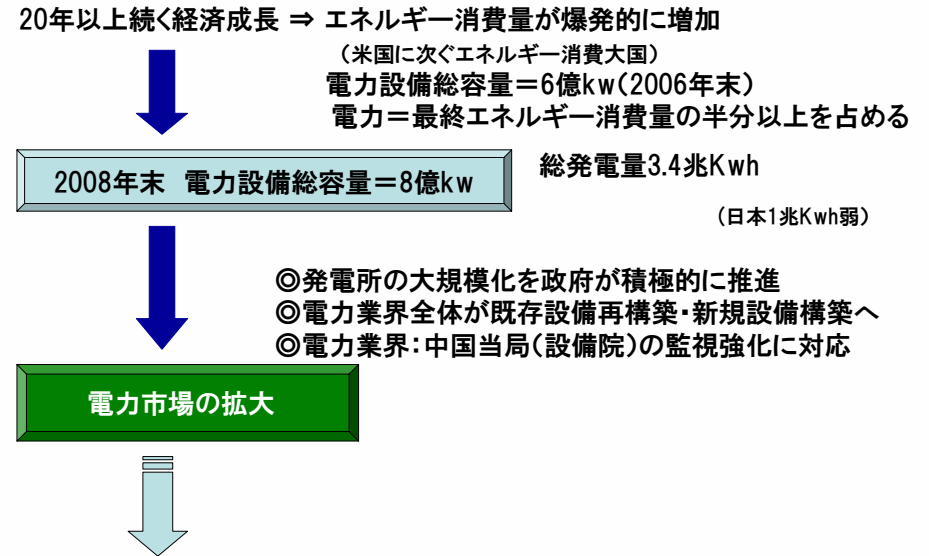 20年以上続く経済成長 ⇒ エネルギー消費量が爆発的に増加
（米国に次ぐエネルギー消費大国）
電力設備総容量＝6億kw（2006年末）
電力＝最終エネルギー消費量の半分以上を占める
2008年末 電力設備総容量＝8億kw
総発電量3.4兆Kwh
（日本1兆Kwh弱）
◎発電所の大規模化を政府が積極的に推進
◎電力業界全体が既存設備再構築・新規設備構築へ
◎電力業界：中国当局（設備院）の監視強化に対応
電力市場の拡大